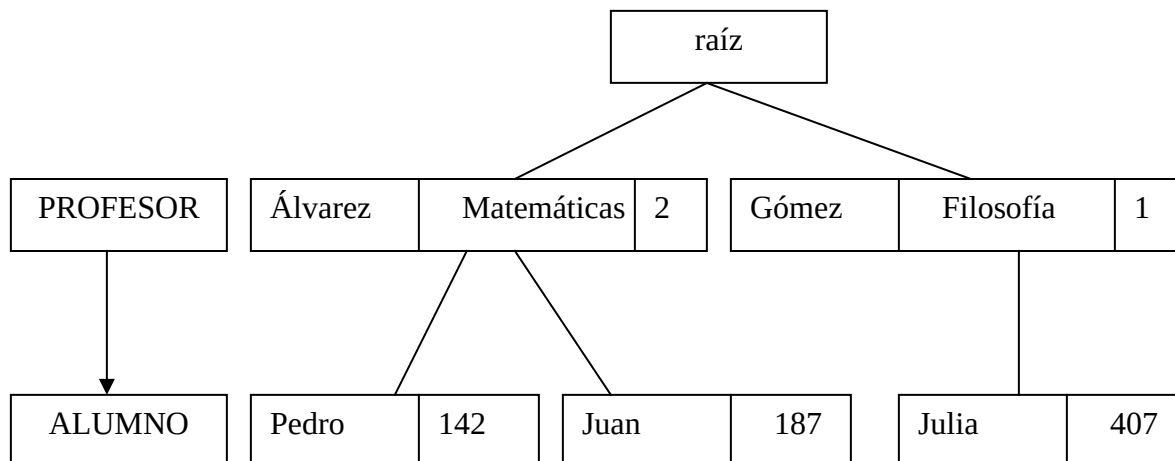 raíz
PROFESOR Álvarez Matemáticas 2 Gómez Filosofía 1
ALUMNO Pedro 142 Juan 187 Julia 407